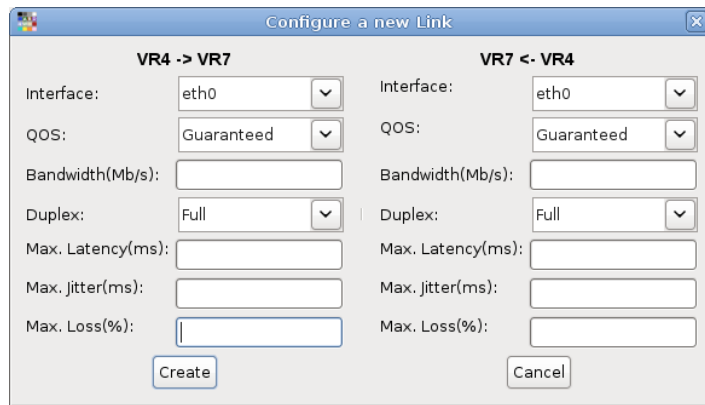 Configure a new Link
VR4 -> VR7
Interface:
eth0
QOS:
Guaranteed
Bandwidth(Mb/s):
Duplex:
Full
Max. Latency(ms):
Max. Jitter(ms):
Max. Loss(%):
Create
VR7 <- VR4
Interface:
eth0
QOS:
Guaranteed
Bandwidth(Mb/s):
Duplex:
Full
Max. Latency(ms):
Max. Jitter(ms):
Max. Loss(%):
Cancel